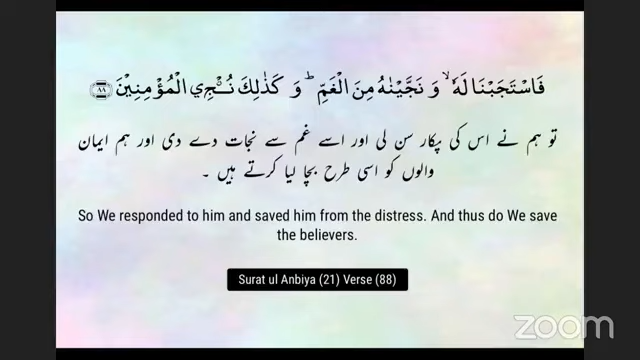 فَاسْتَجَبْنَا لَهٗ ۙ وَ نَجَّيْنٰهُ مِنَ الْغَمِّ ؕ وَ كَذٰلِكَ نُـۨۡجِي الْمُؤْمِنِيْنَ ﴿۸۸﴾
تو ہم نے اس کی پکار سن لی اور اسے غم سے نجات دے دی اور ہم ایمان
والوں کو اسی طرح بچا لیا کرتے ہیں ۔
So We responded to him and saved him from the distress. And thus do We save
the believers.
Surat ul Anbiya (21) Verse (88)
zoom